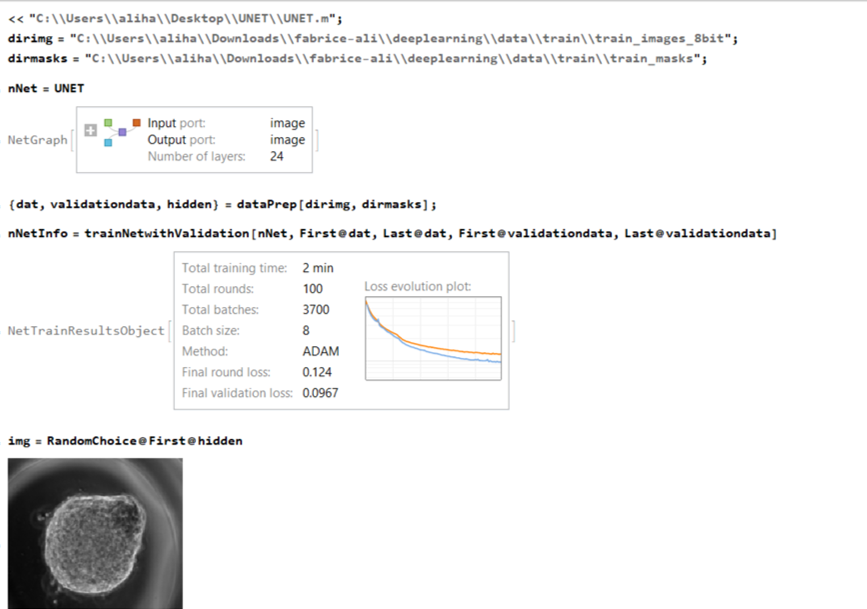 << "C:\\Users\\aliha\\Desktop\\UNET\\UNET.m";
dirimg = "C:\\Users\\aliha\\Downloads\\fabrice-ali\\deeplearning\\data\\train\\train_images_8bit";
dirmasks = "C:\\Users\\aliha\\Downloads\\fabrice-ali\\deeplearning\\data\\train\\train_masks";
nNet = UNET
NetGraph[
Input port: image
Output port: image
Number of layers: 24
]
{dat, validationdata, hidden} = dataPrep[dirimg, dirmasks];
nNetInfo = trainNetwithValidation[nNet, First@dat, Last@dat, First@validationdata, Last@validationdata]
NetTrainResultsObject[
Total training time: 2 min
Total rounds: 100
Total batches: 3700
Batch size: 8
Method: ADAM
Final round loss: 0.124
Final validation loss: 0.0967
Loss evolution plot:
]
img = RandomChoice@First@hidden